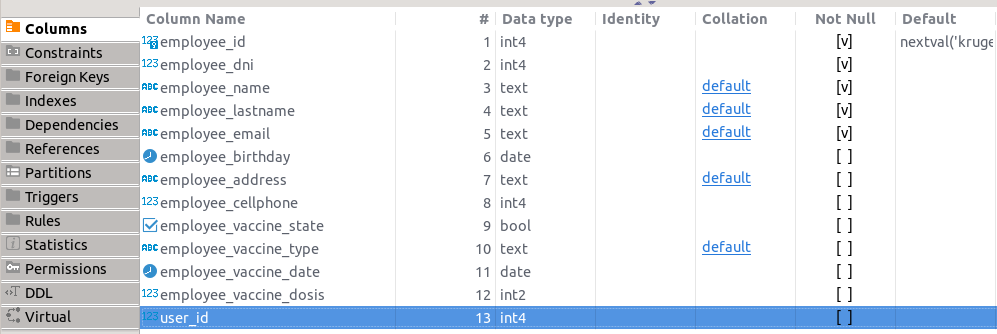 Column Name # Data type Identity Collation Not Null Default
Columns 123 employee_id 1 int4 [v] nextval('kruge
Constraints 123 employee_dni 2 int4 [v]
Foreign Keys ABC employee_name 3 text default [v]
Indexes ABC employee_lastname 4 text default [v]
Dependencies ABC employee_email 5 text default [v]
References employee_birthday 6 date [ ]
Partitions ABC employee_address 7 text default [ ]
Triggers 123 employee_cellphone 8 int4 [ ]
Rules employee_vaccine_state 9 bool [ ]
Statistics ABC employee_vaccine_type 10 text default [ ]
Permissions employee_vaccine_date 11 date [ ]
DDL 123 employee_vaccine_dosis 12 int2 [ ]
Virtual 123 user_id 13 int4 [ ]